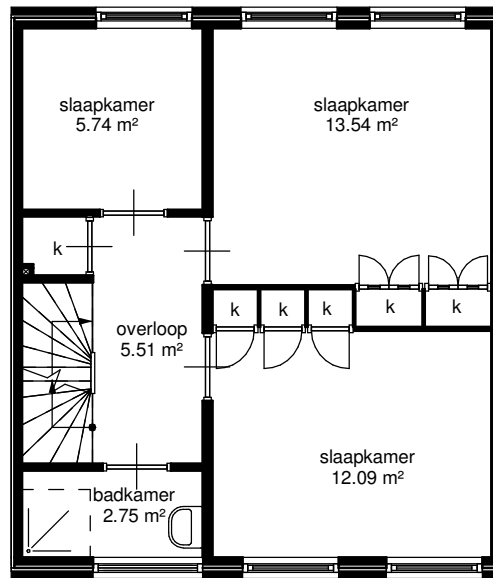 slaapkamer
5.74 m²
slaapkamer
13.54 m²
k
k
k
k
k
k
overloop
5.51 m²
slaapkamer
12.09 m²
badkamer
2.75 m²